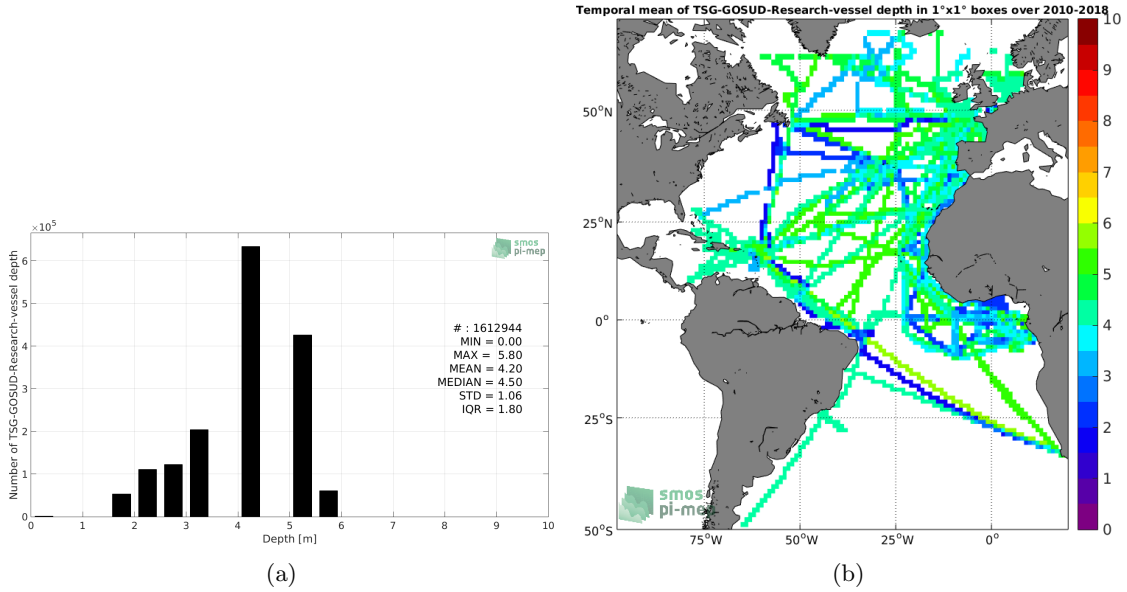 Temporal mean of TSG-GOSUD-Research-vessel depth in 1°x1° boxes over 2010-2018
×10⁵
Number of TSG-GOSUD-Research-vessel depth
6
5
4
3
2
1
0
0 1 2 3 4 5 6 7 8 9 10
Depth [m]
smos
pi-mep
# : 1612944
MIN = 0.00
MAX = 5.80
MEAN = 4.20
MEDIAN = 4.50
STD = 1.06
IQR = 1.80
(a)
50°N
25°N
0°
25°S
50°S
75°W 50°W 25°W 0°
smos
pi-mep
10
9
8
7
6
5
4
3
2
1
0
(b)